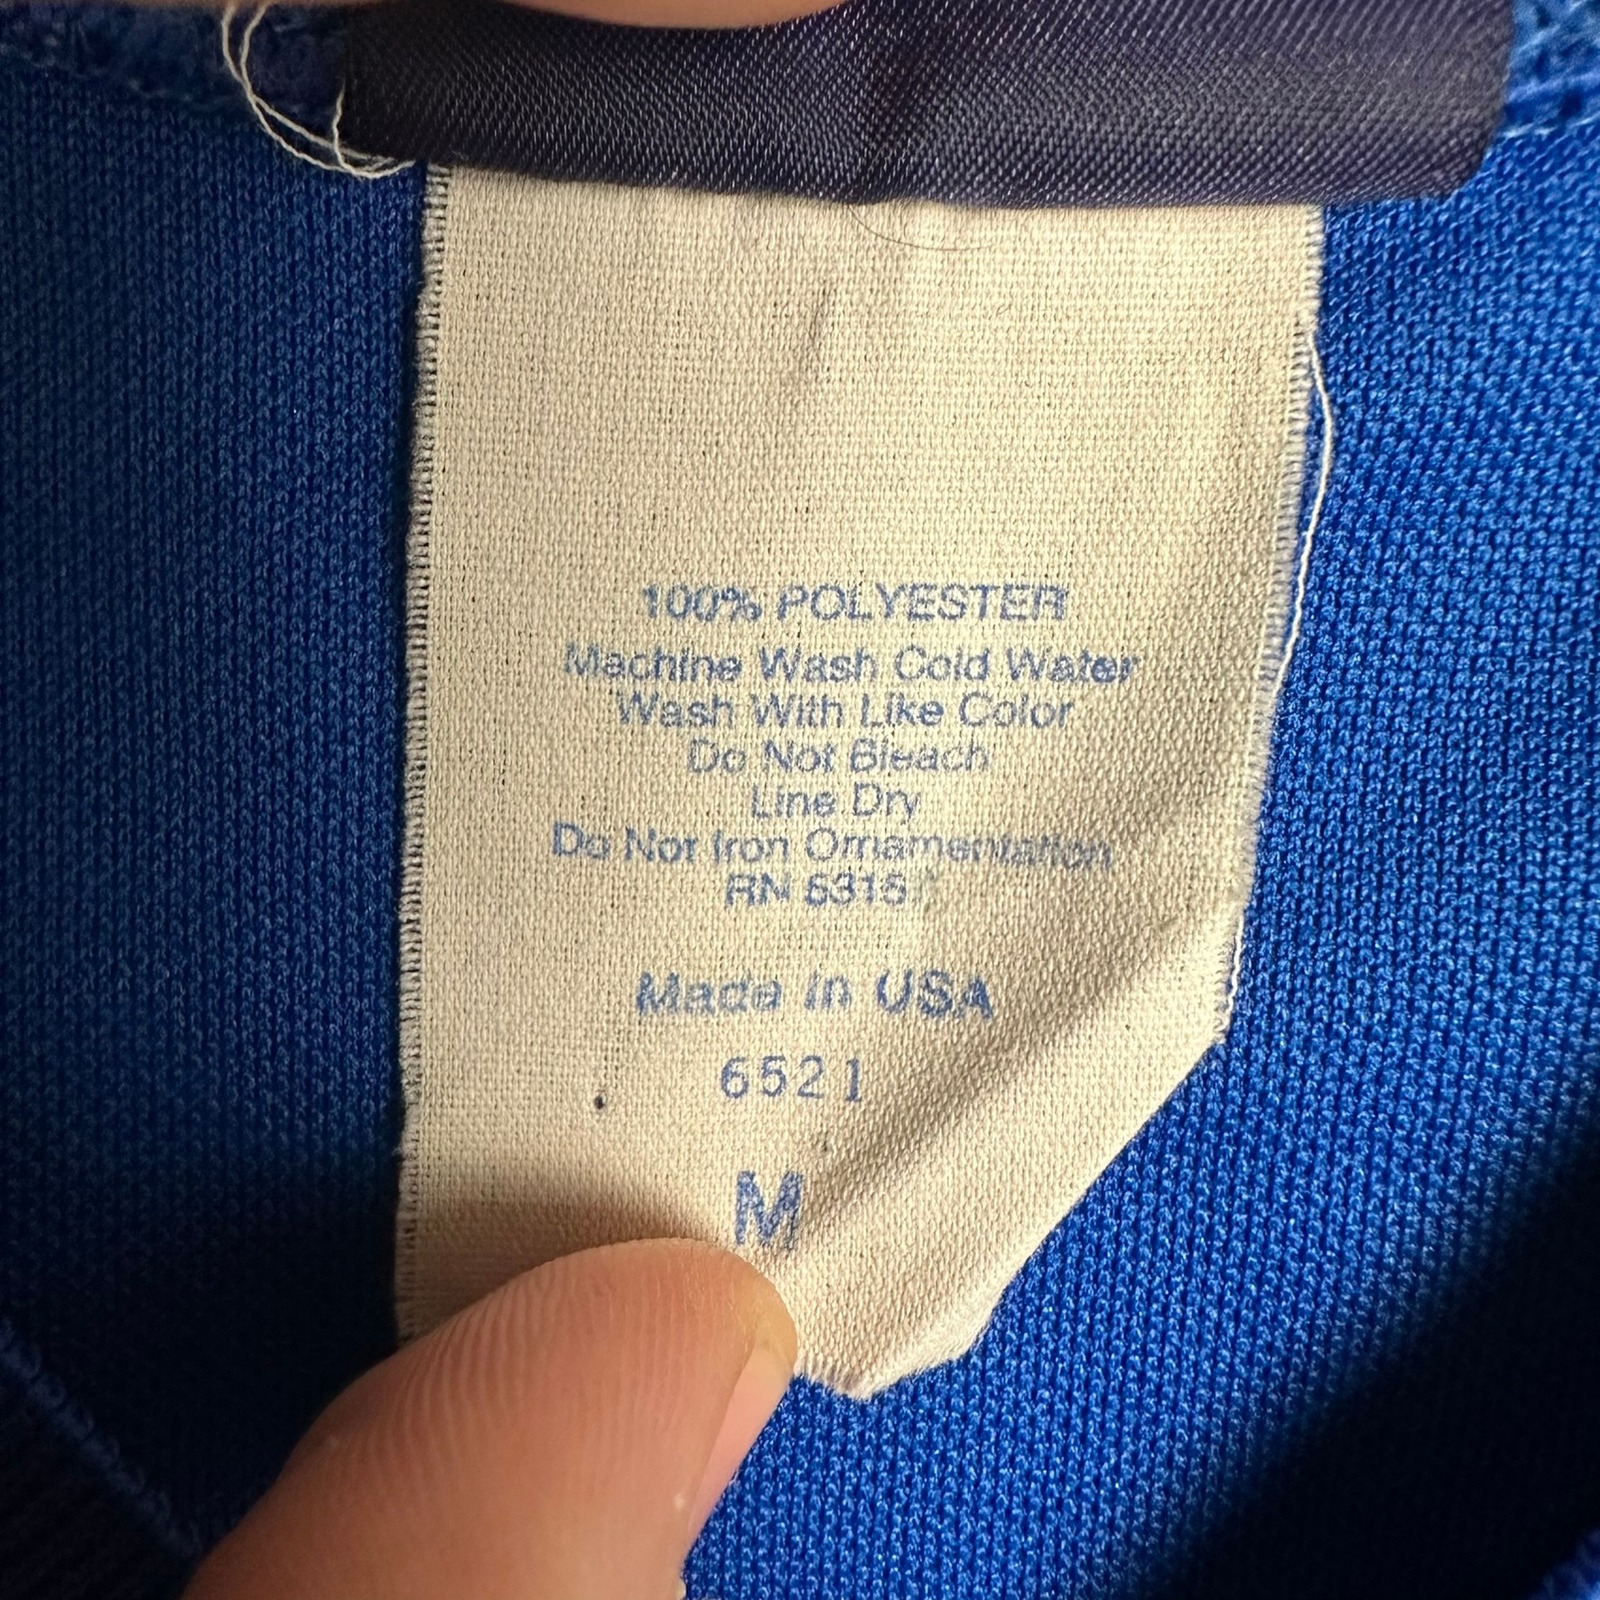 100% POLYESTER
Machine Wash Cold Water
Wash With Like Color
Do Not Bleach
Line Dry
Do Not Iron Ornamentation
RN
Made in USA
6521
M